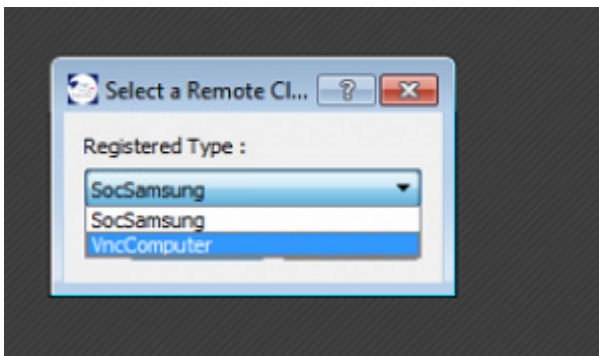 Select a Remote Cl...
Registered Type :
SocSamsung
SocSamsung
VncComputer